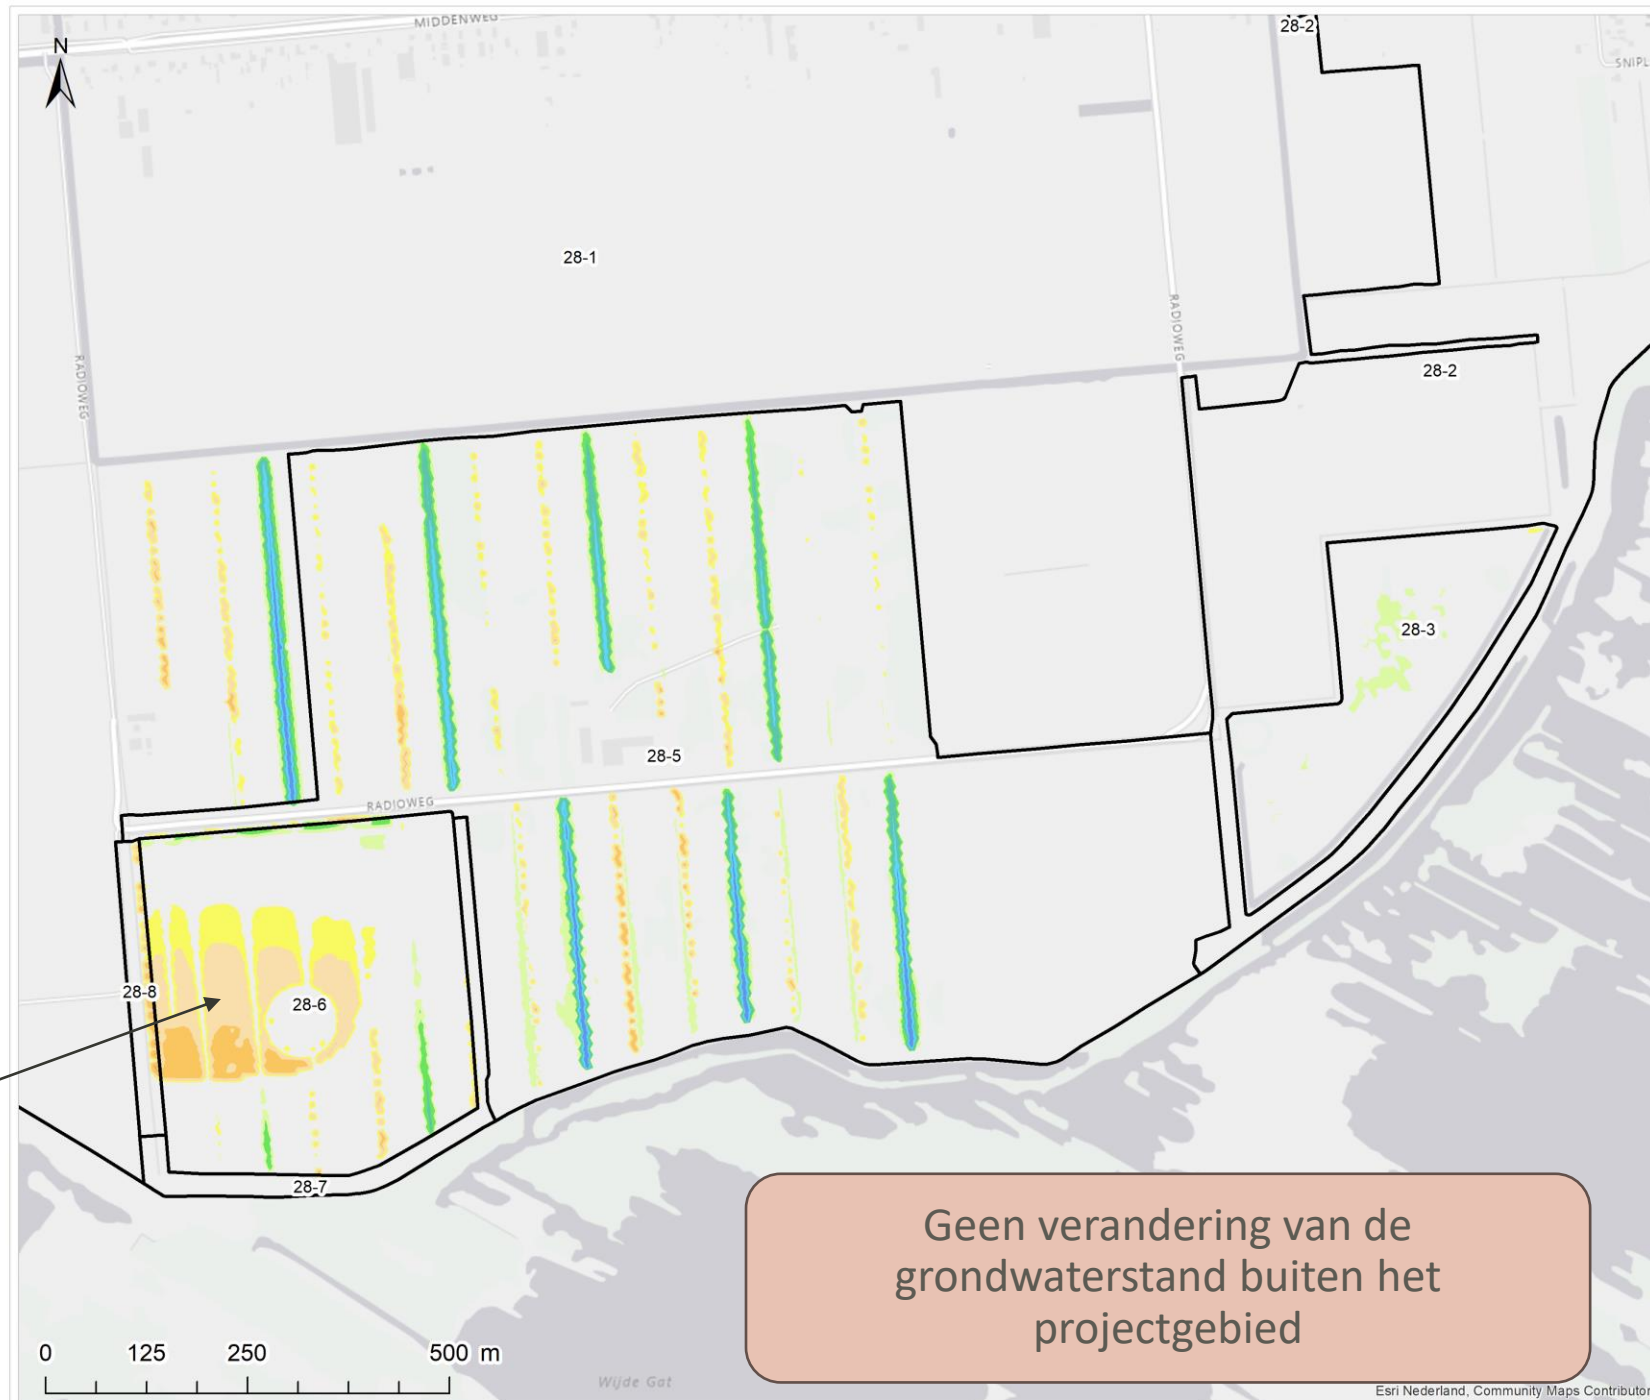 MIDDENWEG
28-2
SNIPL
N
28-1
RADIOWEG
RADIOWEG
28-2
28-3
28-5
RADIOWEG
28-8
28-6
28-7
Geen verandering van de
grondwaterstand buiten het
projectgebied
0 125 250 500 m
Wijde Gat
Esri Nederland, Community Maps Contributor